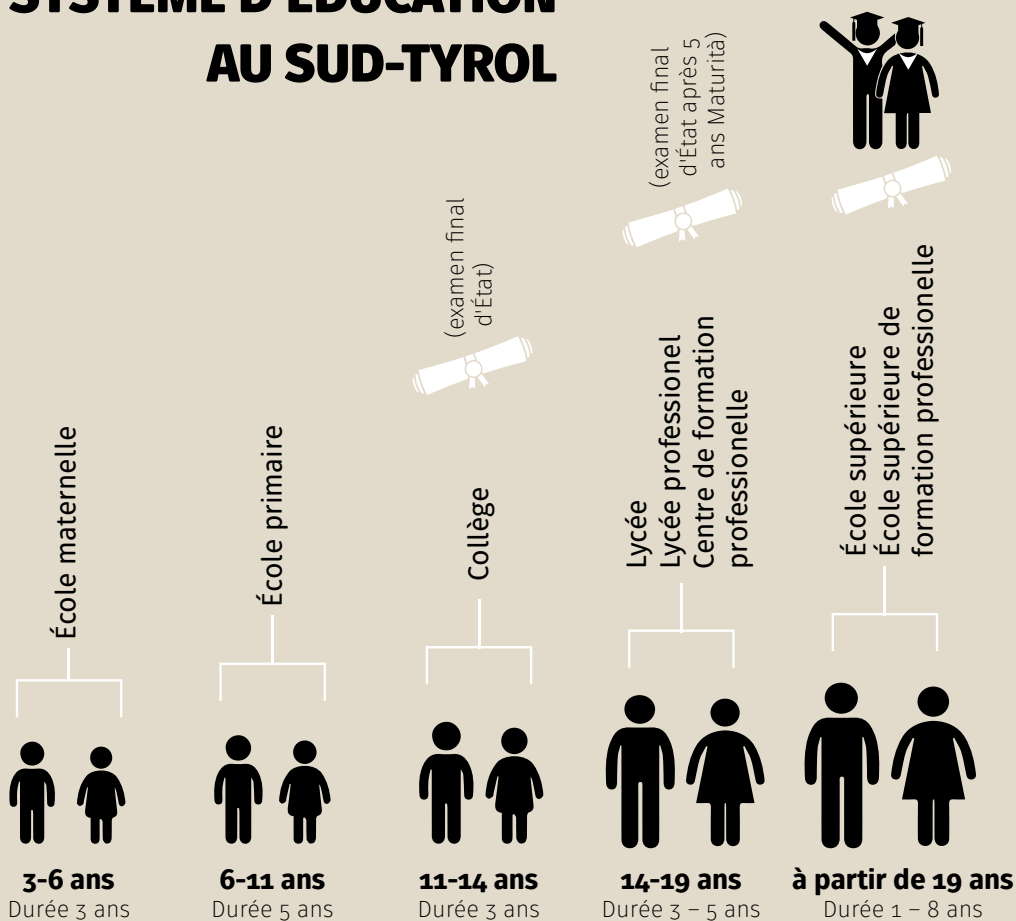 SYSTÈME D'ÉDUCATION
AU SUD-TYROL
École maternelle
3-6 ans
Durée 3 ans
École primaire
6-11 ans
Durée 5 ans
(examen final
d'État)
Collège
11-14 ans
Durée 3 ans
(examen final
d'État après 5
ans Maturità)
Lycée
Lycée professionel
Centre de formation
professionelle
14-19 ans
Durée 3 – 5 ans
École supérieure
École supérieure de
formation professionelle
à partir de 19 ans
Durée 1 – 8 ans